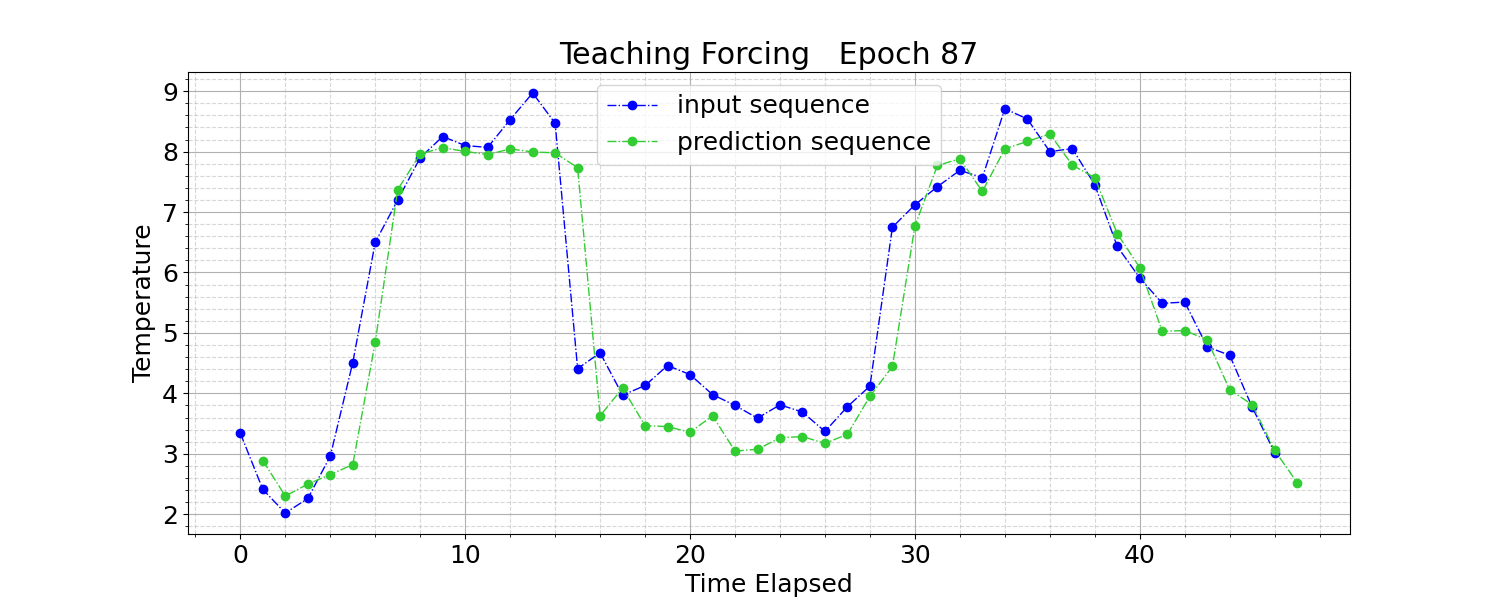 Teaching Forcing   Epoch 87
input sequence
prediction sequence
9
8
7
6
5
4
3
2
Temperature
0 10 20 30 40
Time Elapsed